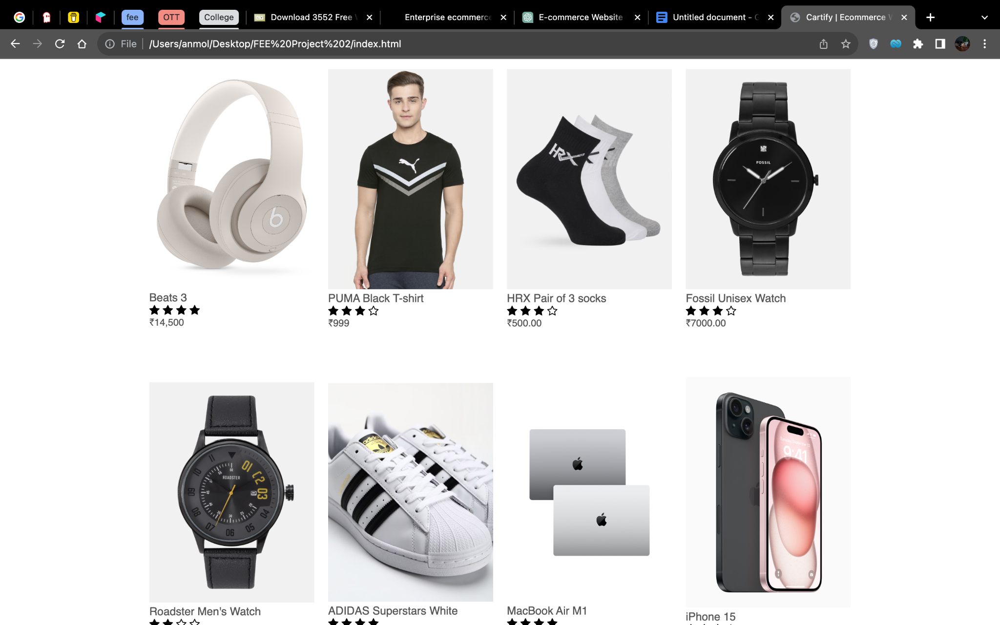 fee
OTT
College
Download 3552 Free
Enterprise ecommerce
E-commerce Website
Untitled document - G
Cartify | Ecommerce W
File
/Users/anmol/Desktop/FEE%20Project%202/index.html
HRX
FOSSIL
Beats 3
PUMA Black T-shirt
HRX Pair of 3 socks
Fossil Unisex Watch
₹14,500
₹999
₹500.00
₹7000.00
ROADSTER
adidas
9:41
Roadster Men's Watch
ADIDAS Superstars White
MacBook Air M1
iPhone 15